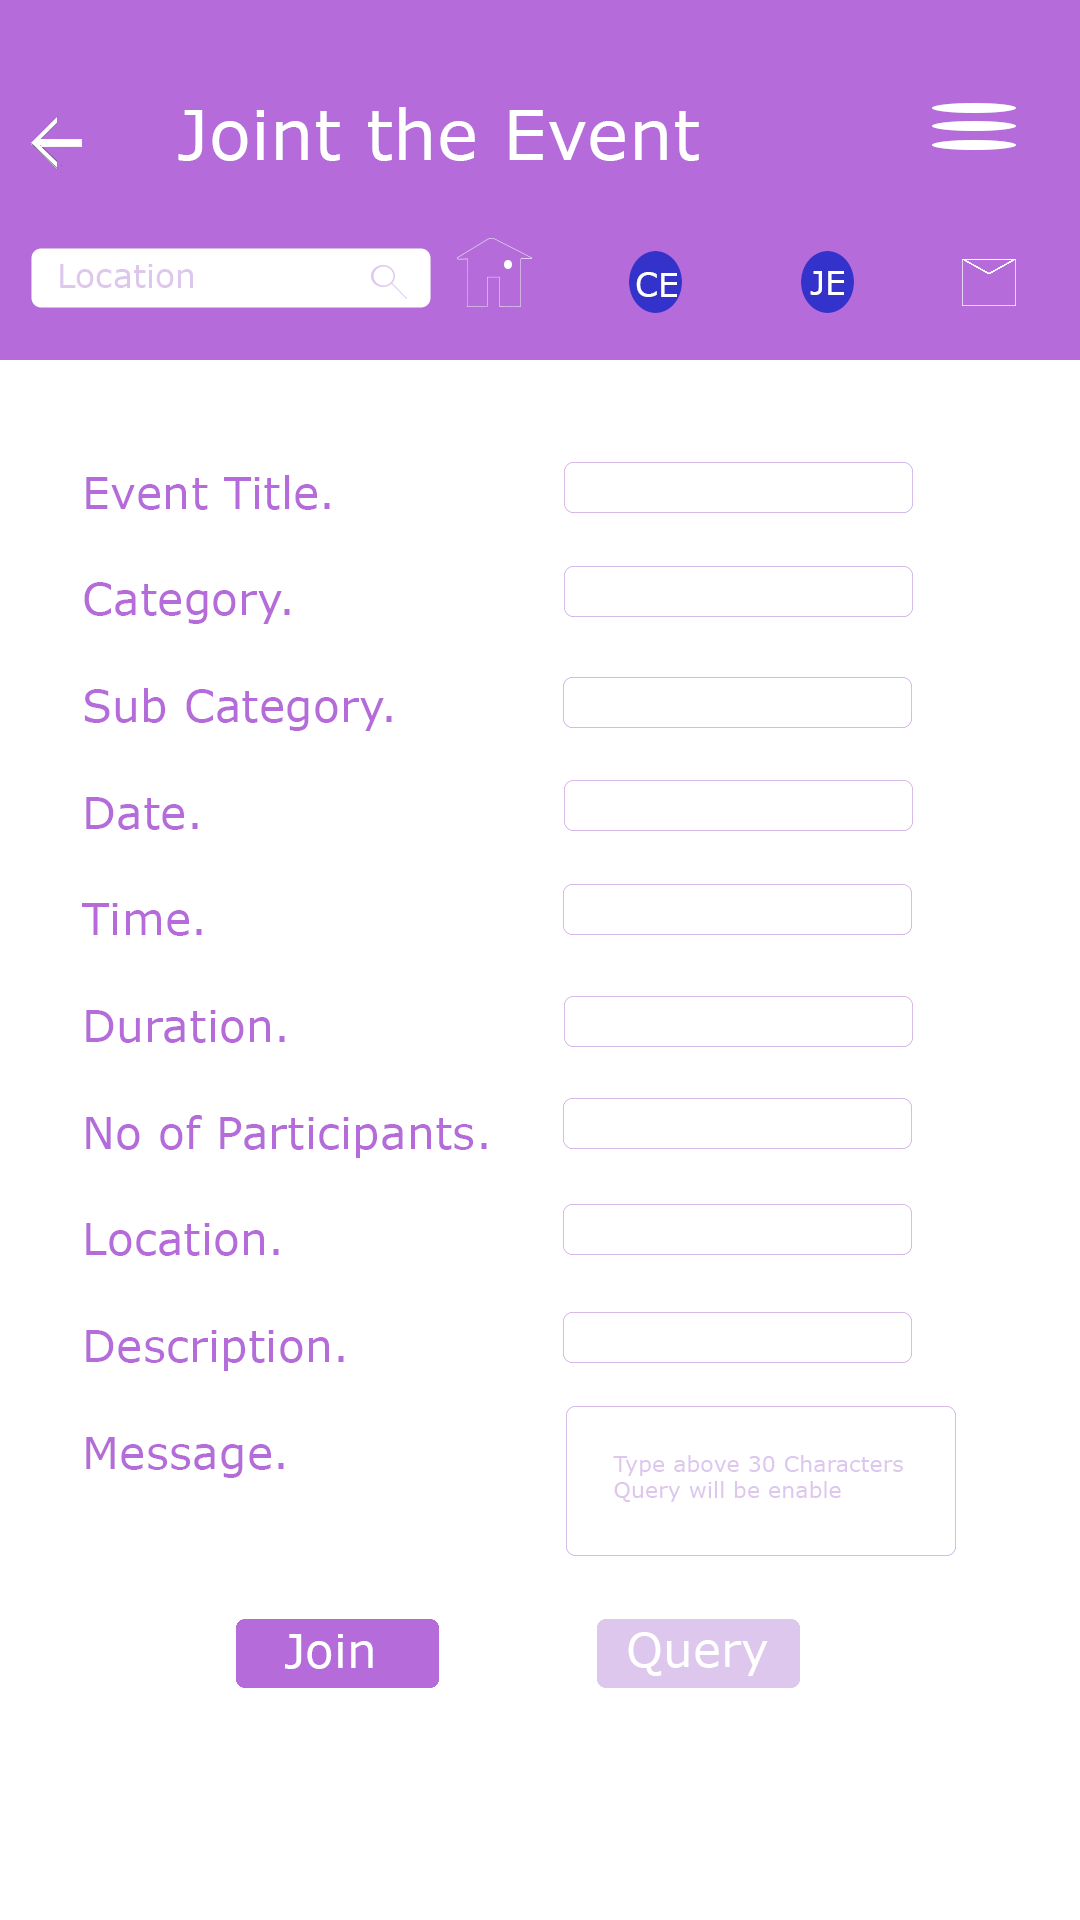 Joint the Event
Location
CE
JE
Event Title.
Category.
Sub Category.
Date.
Time.
Duration.
No of Participants.
Location.
Description.
Message.
Type above 30 Characters
Query will be enable
Join
Query